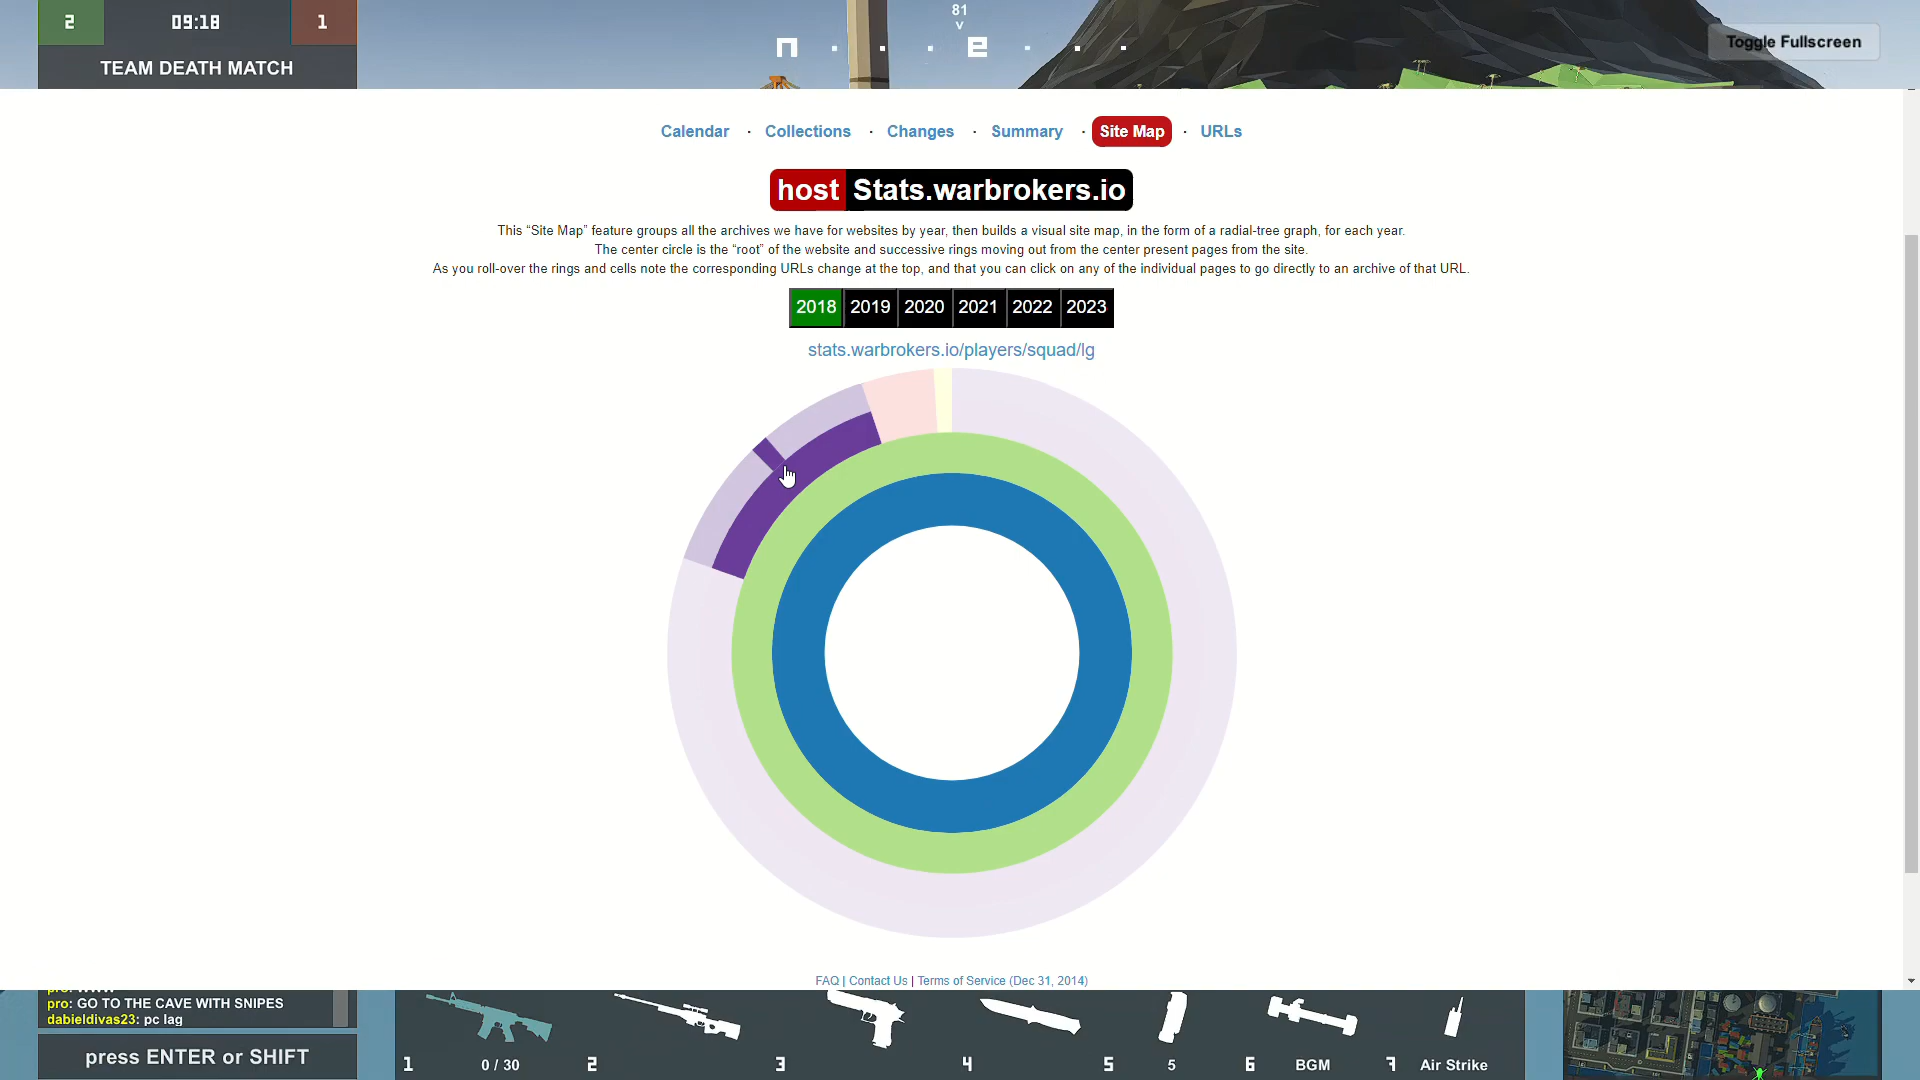 2 09:18 1
TEAM DEATH MATCH
81
v
n . . . e . . .
Toggle Fullscreen
Calendar · Collections · Changes · Summary · Site Map · URLs
host Stats.warbrokers.io
This “Site Map” feature groups all the archives we have for websites by year, then builds a visual site map, in the form of a radial-tree graph, for each year.
The center circle is the “root” of the website and successive rings moving out from the center present pages from the site.
As you roll-over the rings and cells note the corresponding URLs change at the top, and that you can click on any of the individual pages to go directly to an archive of that URL.
2018 2019 2020 2021 2022 2023
stats.warbrokers.io/players/squad/lg
FAQ | Contact Us | Terms of Service (Dec 31, 2014)
pro: GO TO THE CAVE WITH SNIPES
dabieldivas23: pc lag
press ENTER or SHIFT
1 0 / 30 2 3 4 5 5 6 BGM 7 Air Strike